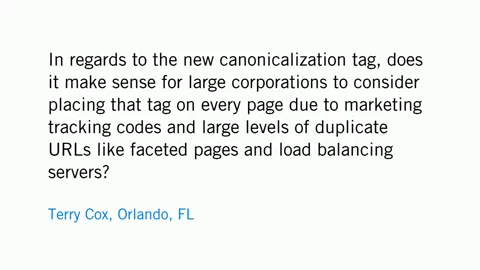 In regards to the new canonicalization tag, does
it make sense for large corporations to consider
placing that tag on every page due to marketing
tracking codes and large levels of duplicate
URLs like faceted pages and load balancing
servers?
Terry Cox, Orlando, FL